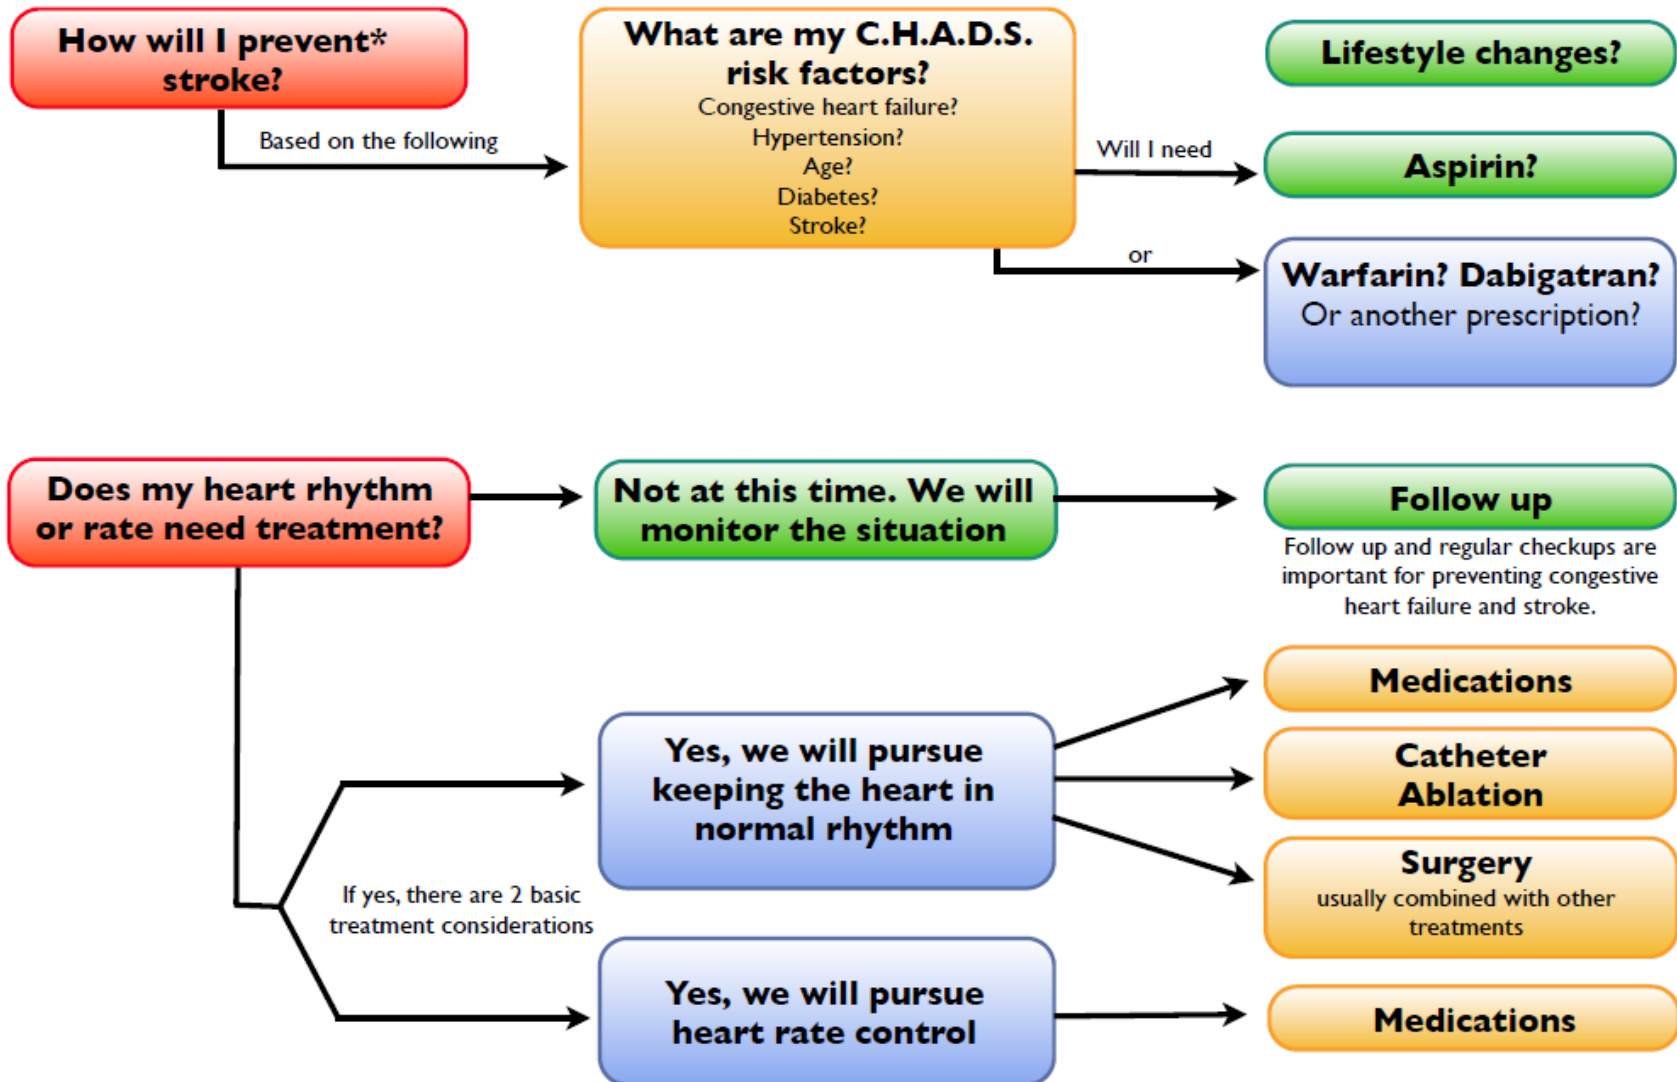 How will I prevent*
stroke?
Based on the following
What are my C.H.A.D.S.
risk factors?
Congestive heart failure?
Hypertension?
Age?
Diabetes?
Stroke?
Will I need
or
Lifestyle changes?
Aspirin?
Warfarin? Dabigatran?
Or another prescription?
Does my heart rhythm
or rate need treatment?
Not at this time. We will
monitor the situation
Follow up
Follow up and regular checkups are
important for preventing congestive
heart failure and stroke.
If yes, there are 2 basic
treatment considerations
Yes, we will pursue
keeping the heart in
normal rhythm
Medications
Catheter
Ablation
Surgery
usually combined with other
treatments
Yes, we will pursue
heart rate control
Medications